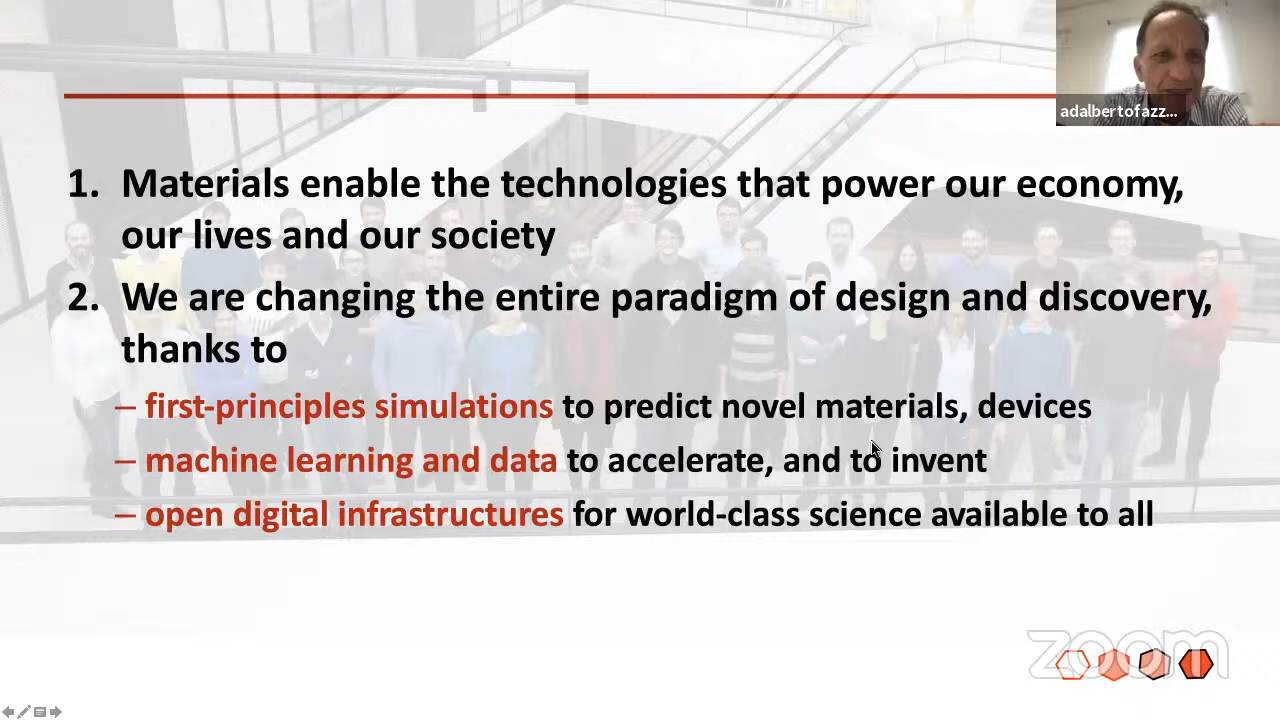 adalbertofazz...
1. Materials enable the technologies that power our economy,
our lives and our society
2. We are changing the entire paradigm of design and discovery,
thanks to
– first-principles simulations to predict novel materials, devices
– machine learning and data to accelerate, and to invent
– open digital infrastructures for world-class science available to all
zoom